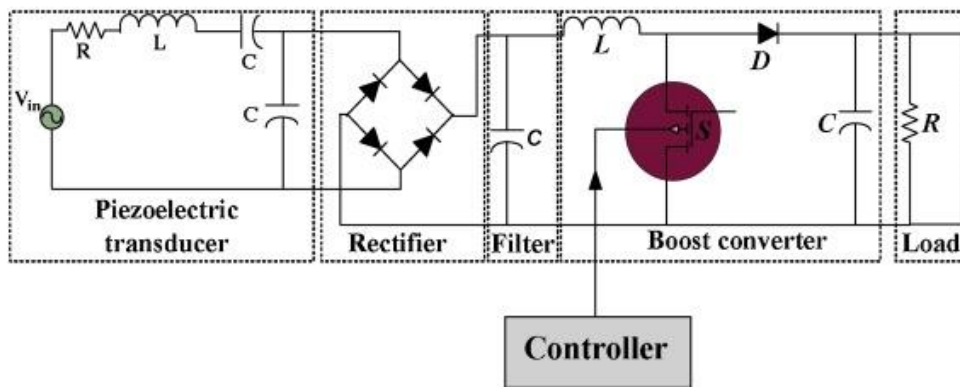 R
L
C
C
V_in
Piezoelectric
transducer
Rectifier
C
Filter
L
D
S
C
Boost converter
R
Load
Controller